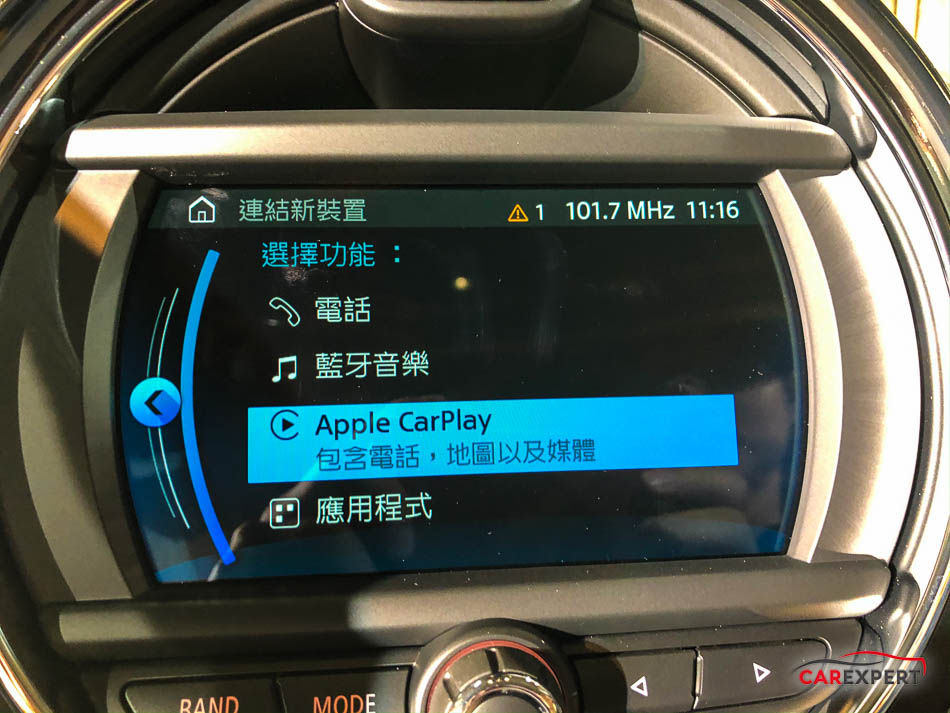 連結新裝置 1 101.7 MHz 11:16
選擇功能 :
電話
藍牙音樂
Apple CarPlay
包含電話,地圖以及媒體
應用程式
BAND MODE
CAREXPERT